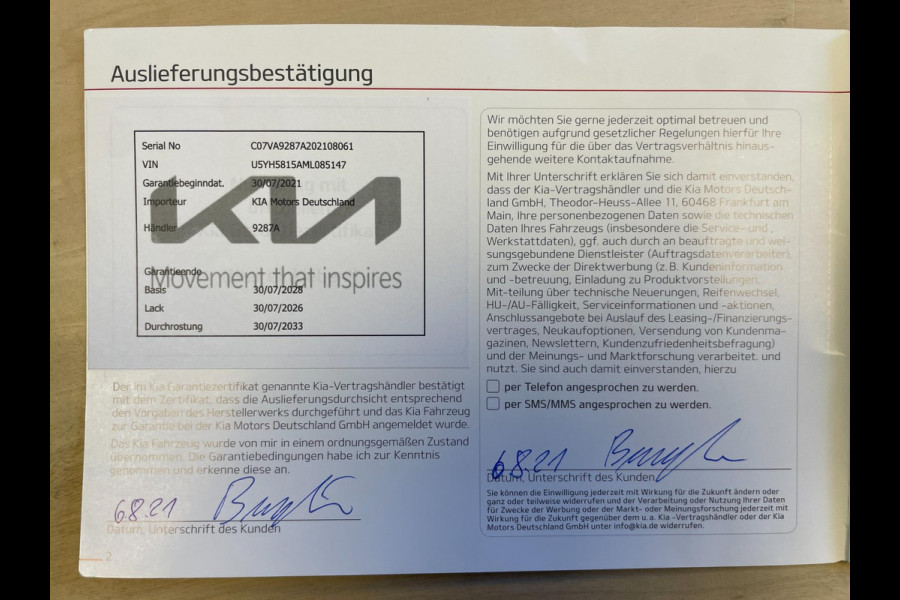 Auslieferungsbestätigung
Serial No C07VA9287A202108061
VIN U5YH5815AML085147
Garantiebeginndat. 30/07/2021
Importeur KIA Motors Deutschland
Händler 9287A
KIA
Garantieende
Movement that inspires
Basis 30/07/2028
Lack 30/07/2026
Durchrostung 30/07/2033
Der im Kia Garantiezertifikat genannte Kia-Vertragshändler bestätigt
mit dem Zertifikat, dass die Auslieferungsdurchsicht entsprechend
den Vorgaben des Herstellerwerks durchgeführt und das Kia Fahrzeug
zur Garantie bei der Kia Motors Deutschland GmbH angemeldet wurde.
Das Kia Fahrzeug wurde von mir in einem ordnungsgemäßen Zustand
übernommen. Die Garantiebedingungen habe ich zur Kenntnis
genommen und erkenne diese an.
6.8.21
Datum, Unterschrift des Kunden
2
Wir möchten Sie gerne jederzeit optimal betreuen und
benötigen aufgrund gesetzlicher Regelungen hierfür Ihre
Einwilligung für die über das Vertragsverhältnis hinaus-
gehende weitere Kontaktaufnahme.
Mit Ihrer Unterschrift erklären Sie sich damit einverstanden,
dass der Kia-Vertragshändler und die Kia Motors Deutsch-
land GmbH, Theodor-Heuss-Allee 11, 60468 Frankfurt am
Main, Ihre personenbezogenen Daten sowie die technischen
Daten Ihres Fahrzeugs (insbesondere die Service- und
Werkstattdaten), ggf. auch durch an beauftragte und wei-
sungsgebundene Dienstleister (Auftragsdatenverarbeiter),
zum Zwecke der Direktwerbung (z.B. Kundeninformation
und -betreuung, Einladung zu Produktvorstellungen,
Mit-teilung über technische Neuerungen, Reifenwechsel,
HU-/AU-Fälligkeit, Serviceinformationen und -aktionen,
Anschlussangebote bei Auslauf des Leasing-/Finanzierungs-
vertrages, Neukaufoptionen, Versendung von Kundenma-
gazinen, Newslettern, Kundenzufriedenheitsbefragung)
und der Meinungs- und Marktforschung verarbeitet. und
nutzt. Sie sind auch damit einverstanden, hierzu
per Telefon angesprochen zu werden.
per SMS/MMS angesprochen zu werden.
6.8.21
Datum, Unterschrift des Kunden
Sie können die Einwilligung jederzeit mit Wirkung für die Zukunft ändern oder
ganz oder teilweise widerrufen und der Verarbeitung oder Nutzung Ihrer Daten
für Zwecke der Werbung oder der Markt- oder Meinungsforschung jederzeit mit
Wirkung für die Zukunft gegenüber dem u. a. Kia -Vertragshändler oder der Kia
Motors Deutschland GmbH unter info@kia.de widerrufen.